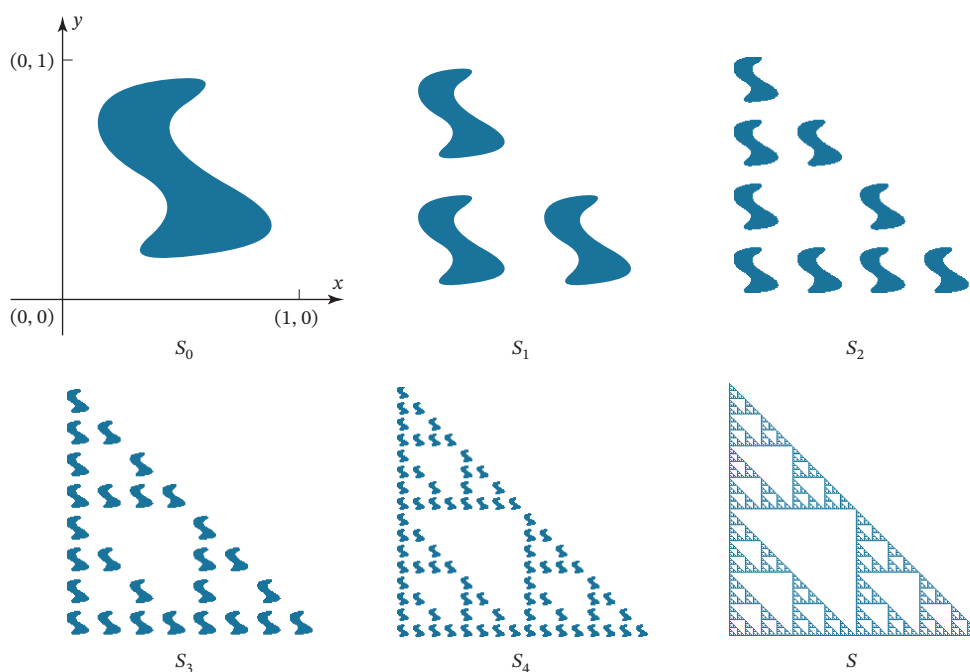 y
(0, 1)
x
(0, 0)
(1, 0)
S₀
S₁
S₂
S₃
S₄
S